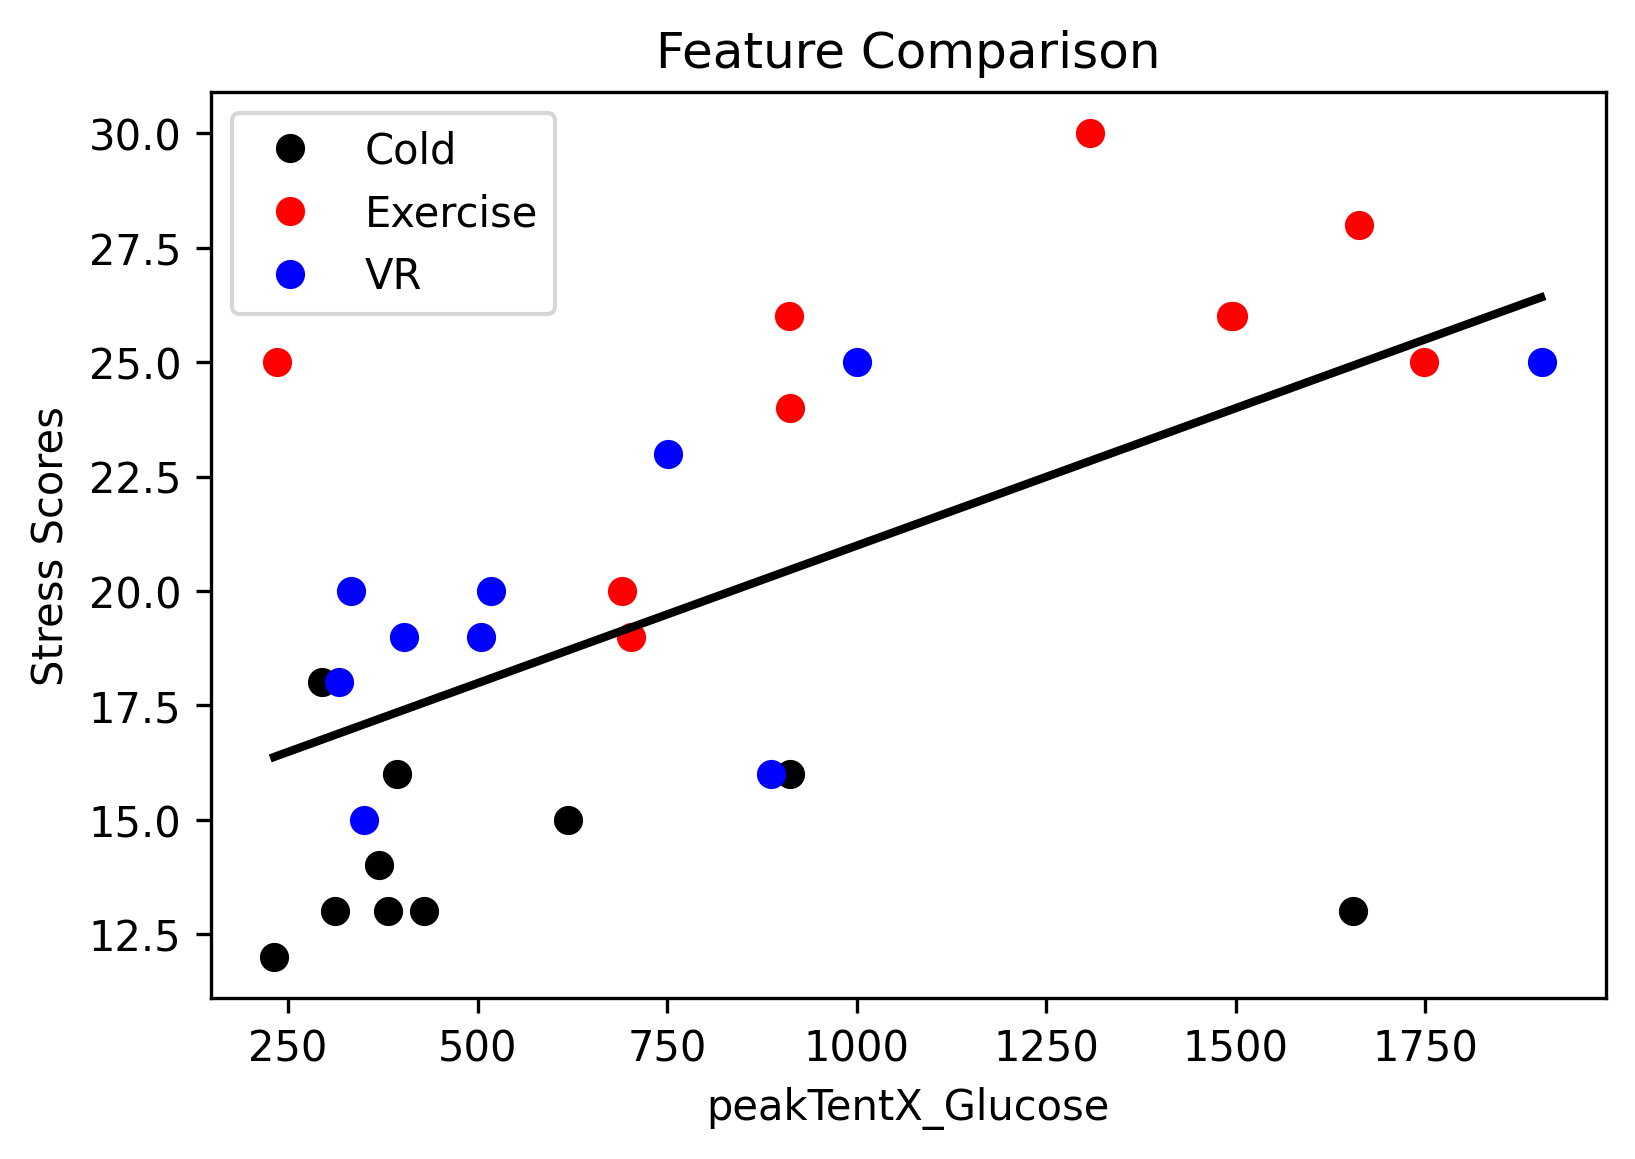 Feature Comparison
Cold
Exercise
VR
30.0
27.5
25.0
22.5
20.0
17.5
15.0
12.5
Stress Scores
250 500 750 1000 1250 1500 1750
peakTentX_Glucose